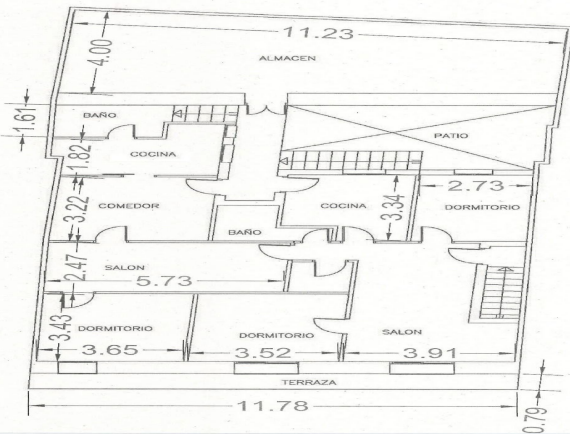 11.23
4.00
ALMACEN
1.61
BAÑO
PATIO
1.82
COCINA
2.73
3.22
COMEDOR
COCINA
3.34
DORMITORIO
BAÑO
SALON
2.47
5.73
3.43
DORMITORIO
DORMITORIO
SALON
3.65
3.52
3.91
TERRAZA
11.78
0.79